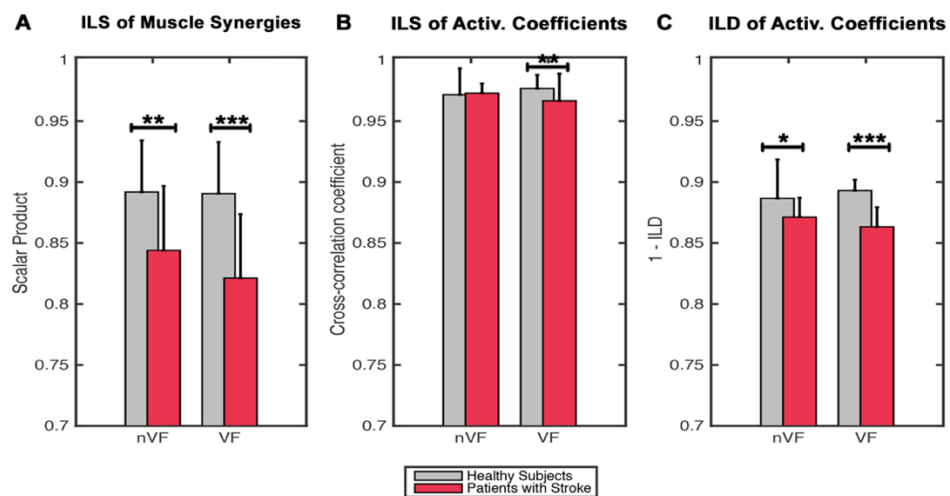 A ILS of Muscle Synergies
Scalar Product
1
0.95
0.9
0.85
0.8
0.75
0.7
**
***
nVF VF
B ILS of Activ. Coefficients
Cross-correlation coefficient
1
0.95
0.9
0.85
0.8
0.75
0.7
**
nVF VF
C ILD of Activ. Coefficients
1 - ILD
1
0.95
0.9
0.85
0.8
0.75
0.7
*
***
nVF VF
Healthy Subjects
Patients with Stroke